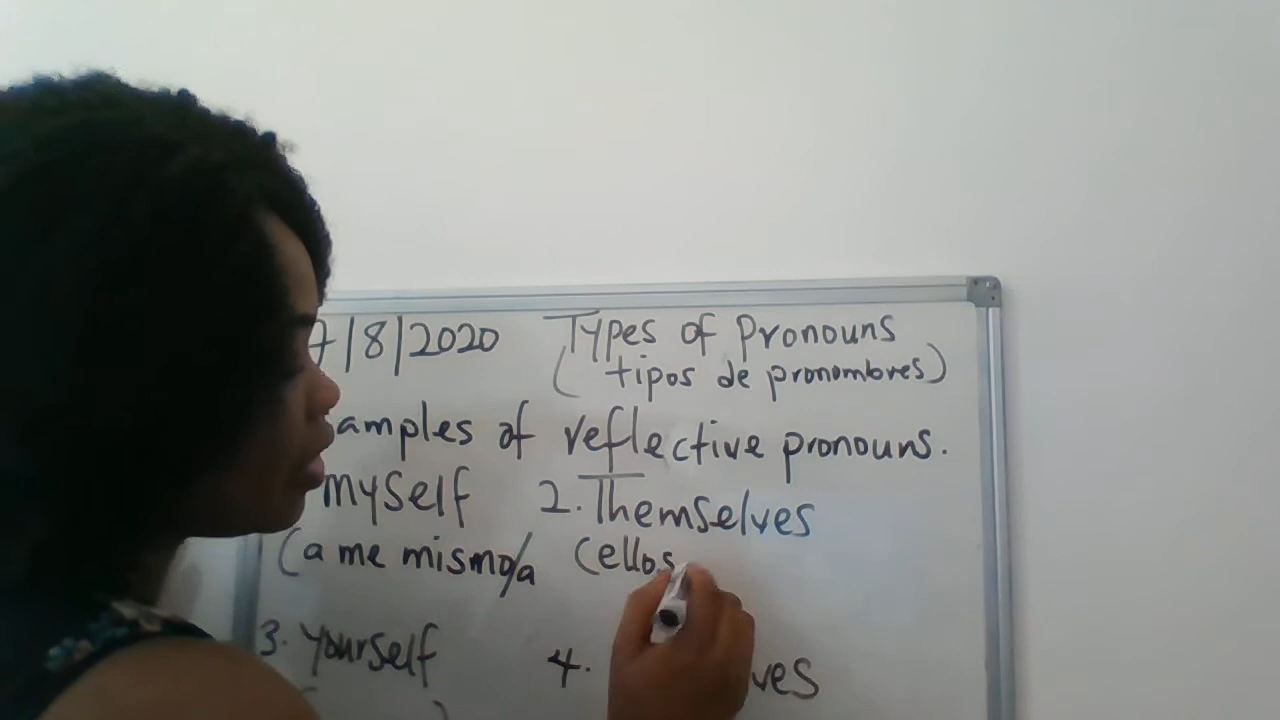 7/8/2020 Types of Pronouns
(tipos de pronombres)
amples of reflective pronouns.
myself 2. Themselves
(a me mismo/a (ellos
3. Yourself 4. ves
( )